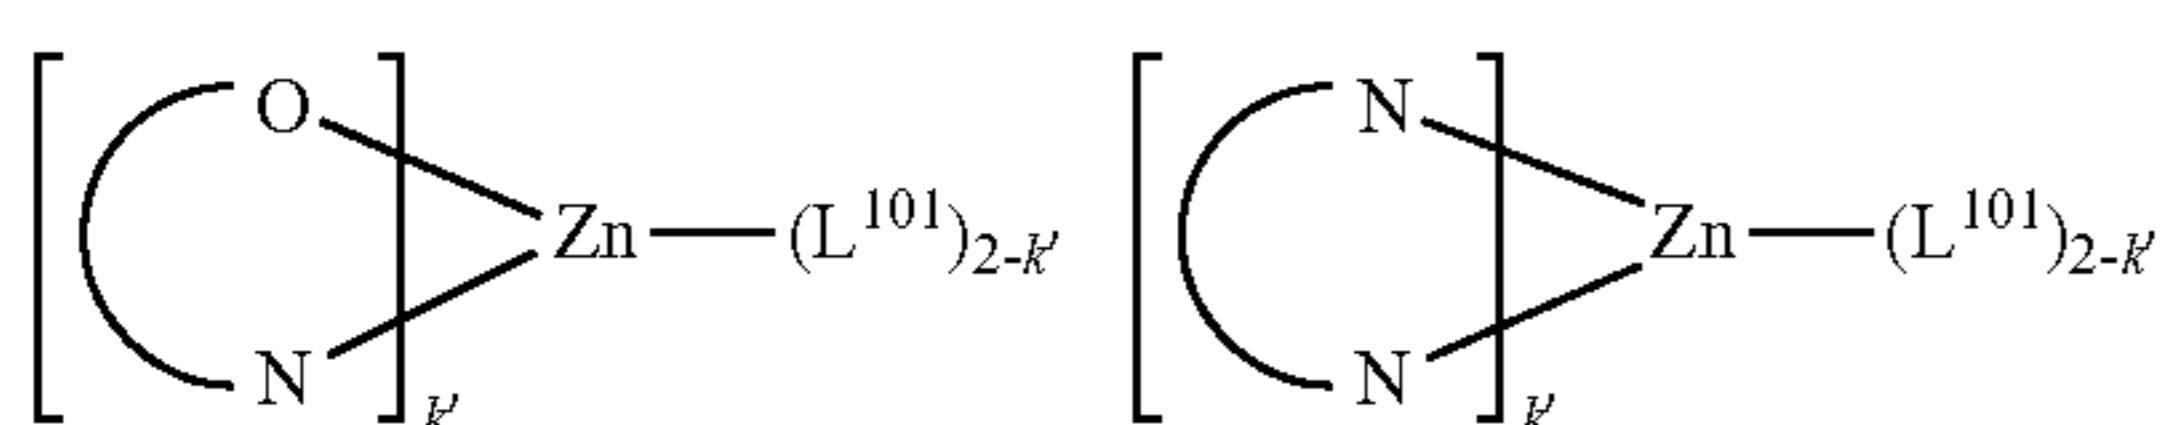 O N
Zn—(L¹⁰¹)₂₋ₖ′ Zn—(L¹⁰¹)₂₋ₖ′
N N
k′ k′